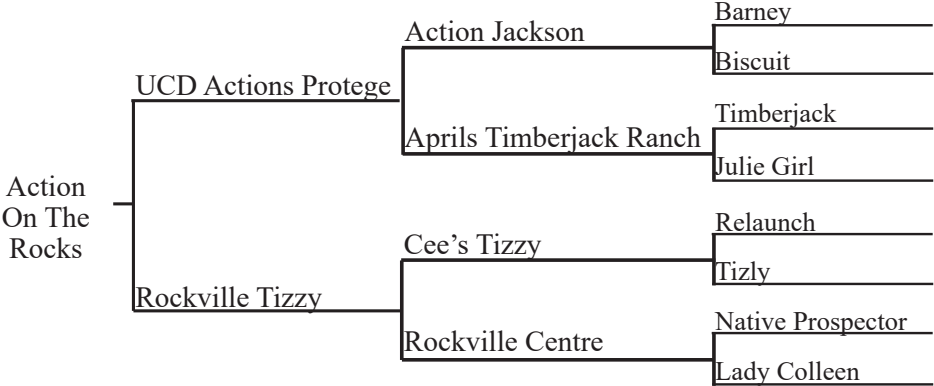 Barney
Action Jackson
Biscuit
UCD Actions Protege
Timberjack
Aprils Timberjack Ranch
Julie Girl
Action
On The
Rocks
Relaunch
Cee’s Tizzy
Tizly
Rockville Tizzy
Native Prospector
Rockville Centre
Lady Colleen